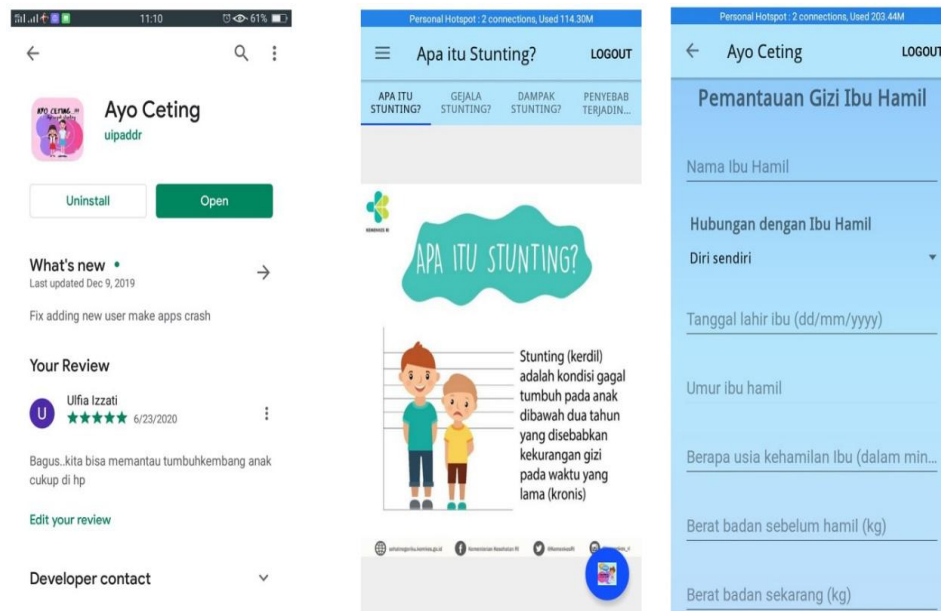 11:10
61%
Ayo Ceting
uipaddr
Uninstall
Open
What's new
Last updated Dec 9, 2019
Fix adding new user make apps crash
Your Review
U
Ulfia Izzati
★★★★★ 6/23/2020
Bagus..kita bisa memantau tumbuhkembang anak
cukup di hp
Edit your review
Developer contact
Personal Hotspot : 2 connections, Used 114.30M
Apa itu Stunting?
LOGOUT
APA ITU
STUNTING?
GEJALA
STUNTING?
DAMPAK
STUNTING?
PENYEBAB
TERJADIN...
KEMENKES RI
APA ITU STUNTING?
Stunting (kerdil)
adalah kondisi gagal
tumbuh pada anak
dibawah dua tahun
yang disebabkan
kekurangan gizi
pada waktu yang
lama (kronis)
Kementerian Kesehatan RI
Personal Hotspot : 2 connections, Used 203.44M
Ayo Ceting
LOGOUT
Pemantauan Gizi Ibu Hamil
Nama Ibu Hamil
Hubungan dengan Ibu Hamil
Diri sendiri
Tanggal lahir ibu (dd/mm/yyyy)
Umur ibu hamil
Berapa usia kehamilan Ibu (dalam min...
Berat badan sebelum hamil (kg)
Berat badan sekarang (kg)